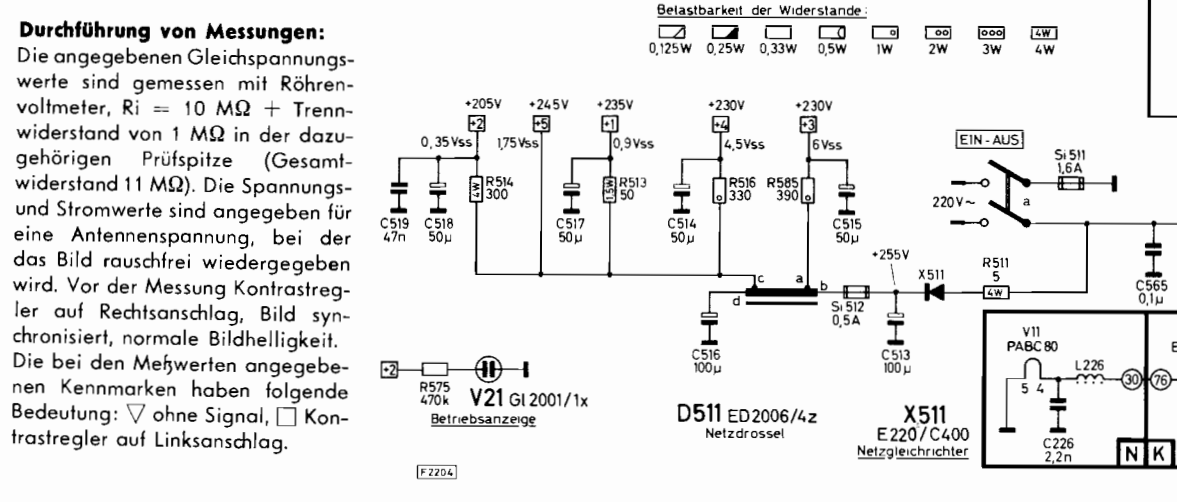 Durchführung von Messungen:
Die angegebenen Gleichspannungs-
werte sind gemessen mit Röhren-
voltmeter, Ri = 10 MΩ + Trenn-
widerstand von 1 MΩ in der dazu-
gehörigen Prüfspitze (Gesamt-
widerstand 11 MΩ). Die Spannungs-
und Stromwerte sind angegeben für
eine Antennenspannung, bei der
das Bild rauschfrei wiedergegeben
wird. Vor der Messung Kontrastreg-
ler auf Rechtsanschlag, Bild syn-
chronisiert, normale Bildhelligkeit.
Die bei den Meßwerten angegebe-
nen Kennmarken haben folgende
Bedeutung: ▽ ohne Signal, □ Kon-
trastregler auf Linksanschlag.
Belastbarkeit der Widerstande:
4W
0,125W 0,25W 0,33W 0,5W 1W 2W 3W 4W
+205V +245V +235V +230V +230V
+2 +5 +1 +4 +3
0,35Vss 1,75Vss 0,9Vss 4,5Vss 6Vss
4W R514 300
1,5W R513 50
R516 330
R585 390
C519 47n
C518 50µ
C517 50µ
C514 50µ
C515 50µ
EIN-AUS
Si 511
1,6A
220V~
a
+255V
c a
d b
Si 512
0,5A
X511
R511
5
4W
C565
0,1µ
C516
100µ
C513
100µ
+2
R575
470k
V21 Gl 2001/1x
Betriebsanzeige
D511 ED2006/4z
Netzdrossel
X511
E220/C400
Netzgleichrichter
V11
PABC80
5 4
L226
30 76
C226
2,2n
N K
E
F2204